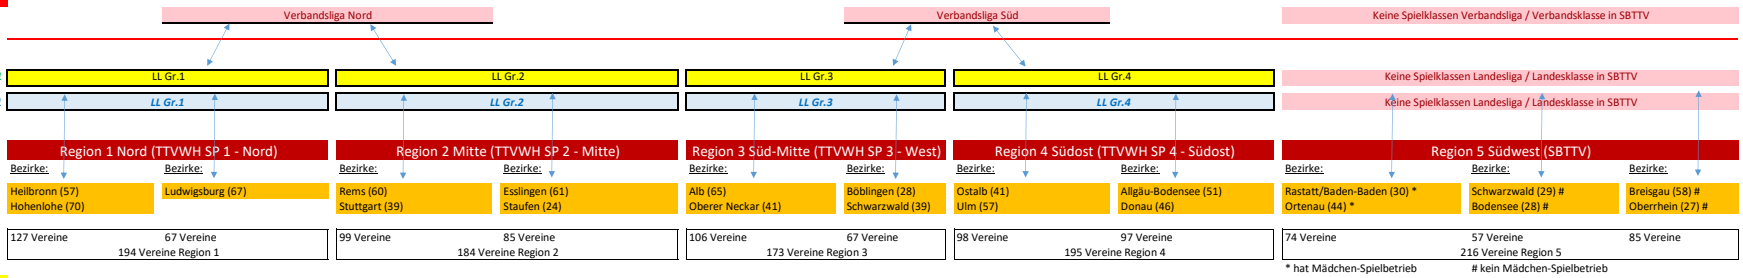 Verbandsliga Nord Verbandsliga Süd Keine Spielklassen Verbandsliga / Verbandsklasse in SBTTV
LL Gr.1 LL Gr.2 LL Gr.3 LL Gr.4 Keine Spielklassen Landesliga / Landesklasse in SBTTV
LL Gr.1 LL Gr.2 LL Gr.3 LL Gr.4 Keine Spielklassen Landesliga / Landesklasse in SBTTV
Region 1 Nord (TTVWH SP 1 - Nord) Region 2 Mitte (TTVWH SP 2 - Mitte) Region 3 Süd-Mitte (TTVWH SP 3 - West) Region 4 Südost (TTVWH SP 4 - Südost) Region 5 Südwest (SBTTV)
Bezirke: Bezirke: Bezirke: Bezirke: Bezirke: Bezirke: Bezirke: Bezirke: Bezirke: Bezirke: Bezirke:
Heilbronn (57) Ludwigsburg (67) Rems (60) Esslingen (61) Alb (65) Böblingen (28) Ostalb (41) Allgäu-Bodensee (51) Rastatt/Baden-Baden (30) * Schwarzwald (29) # Breisgau (58) #
Hohenlohe (70) Stuttgart (39) Staufen (24) Oberer Neckar (41) Schwarzwald (39) Ulm (57) Donau (46) Ortenau (44) * Bodensee (28) # Oberrhein (27) #
127 Vereine 67 Vereine 99 Vereine 85 Vereine 106 Vereine 67 Vereine 98 Vereine 97 Vereine 74 Vereine 57 Vereine 85 Vereine
194 Vereine Region 1 184 Vereine Region 2 173 Vereine Region 3 195 Vereine Region 4 216 Vereine Region 5
* hat Mädchen-Spielbetrieb # kein Mädchen-Spielbetrieb